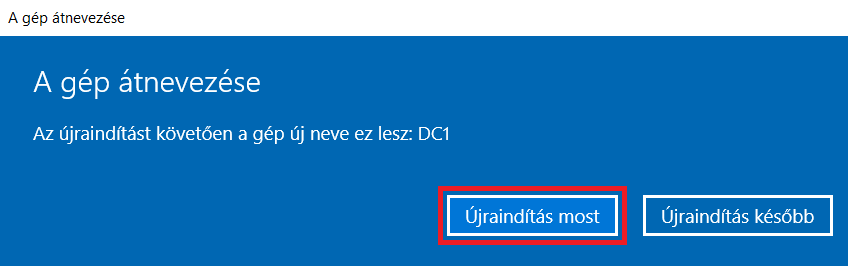 A gép átnevezése
A gép átnevezése
Az újraindítást követően a gép új neve ez lesz: DC1
Újraindítás most
Újraindítás később